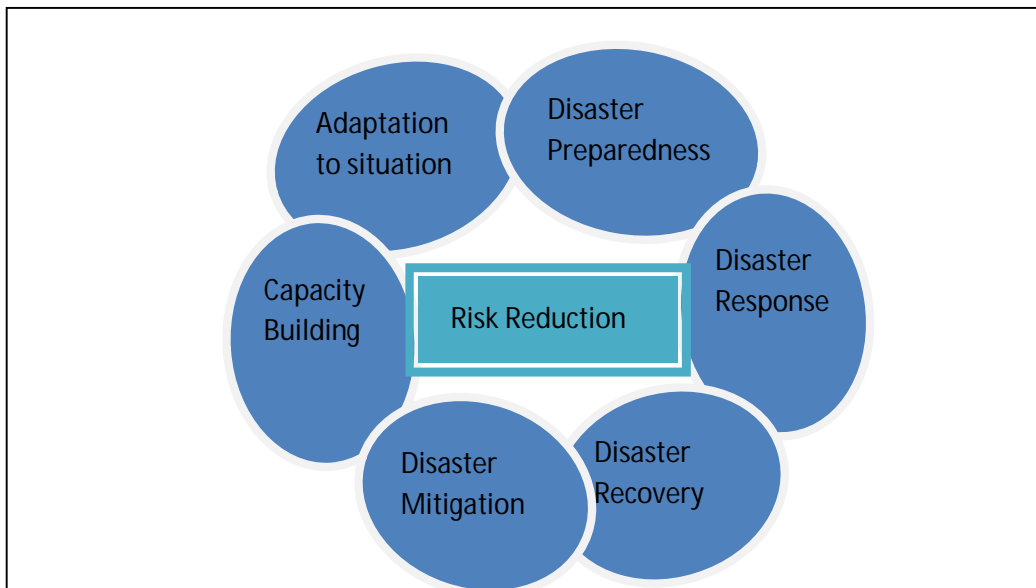 Adaptation
to situation
Disaster
Preparedness
Disaster
Response
Capacity
Building
Risk Reduction
Disaster
Mitigation
Disaster
Recovery